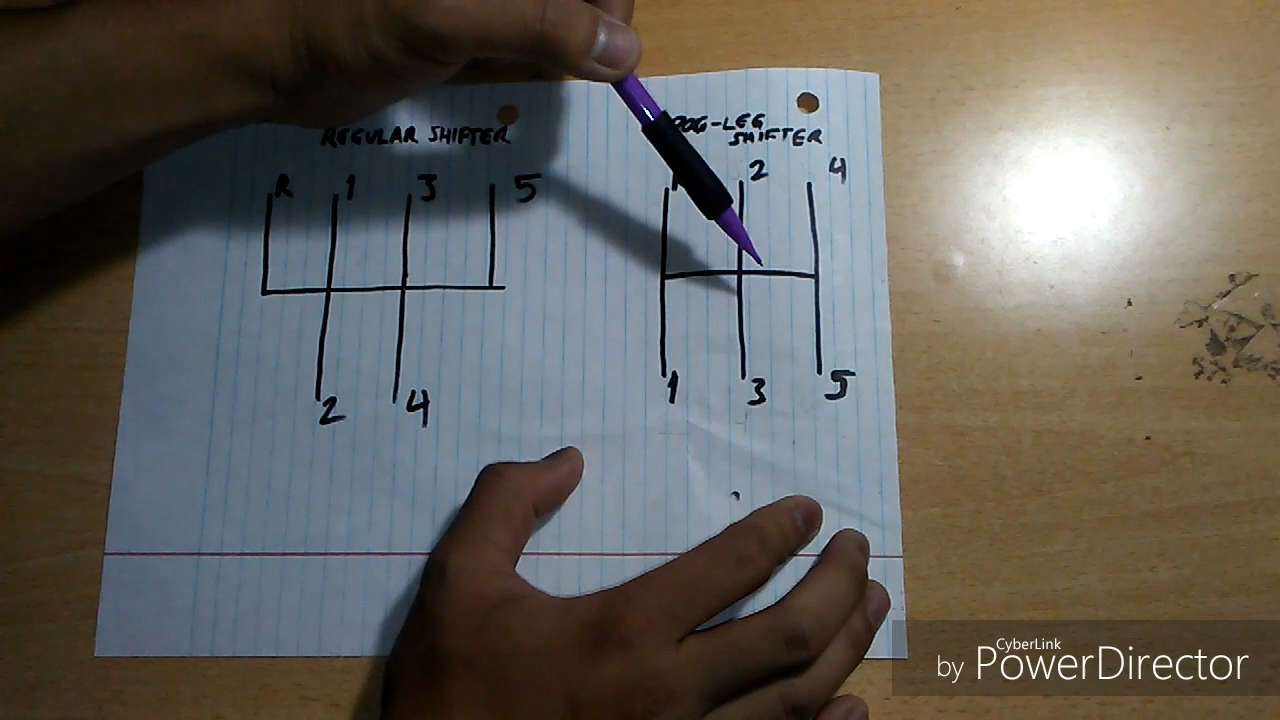 REGULAR SHIFTER
R 1 3 5
2 4
SHIFTER
2 4
1 3 5
CyberLink
by PowerDirector